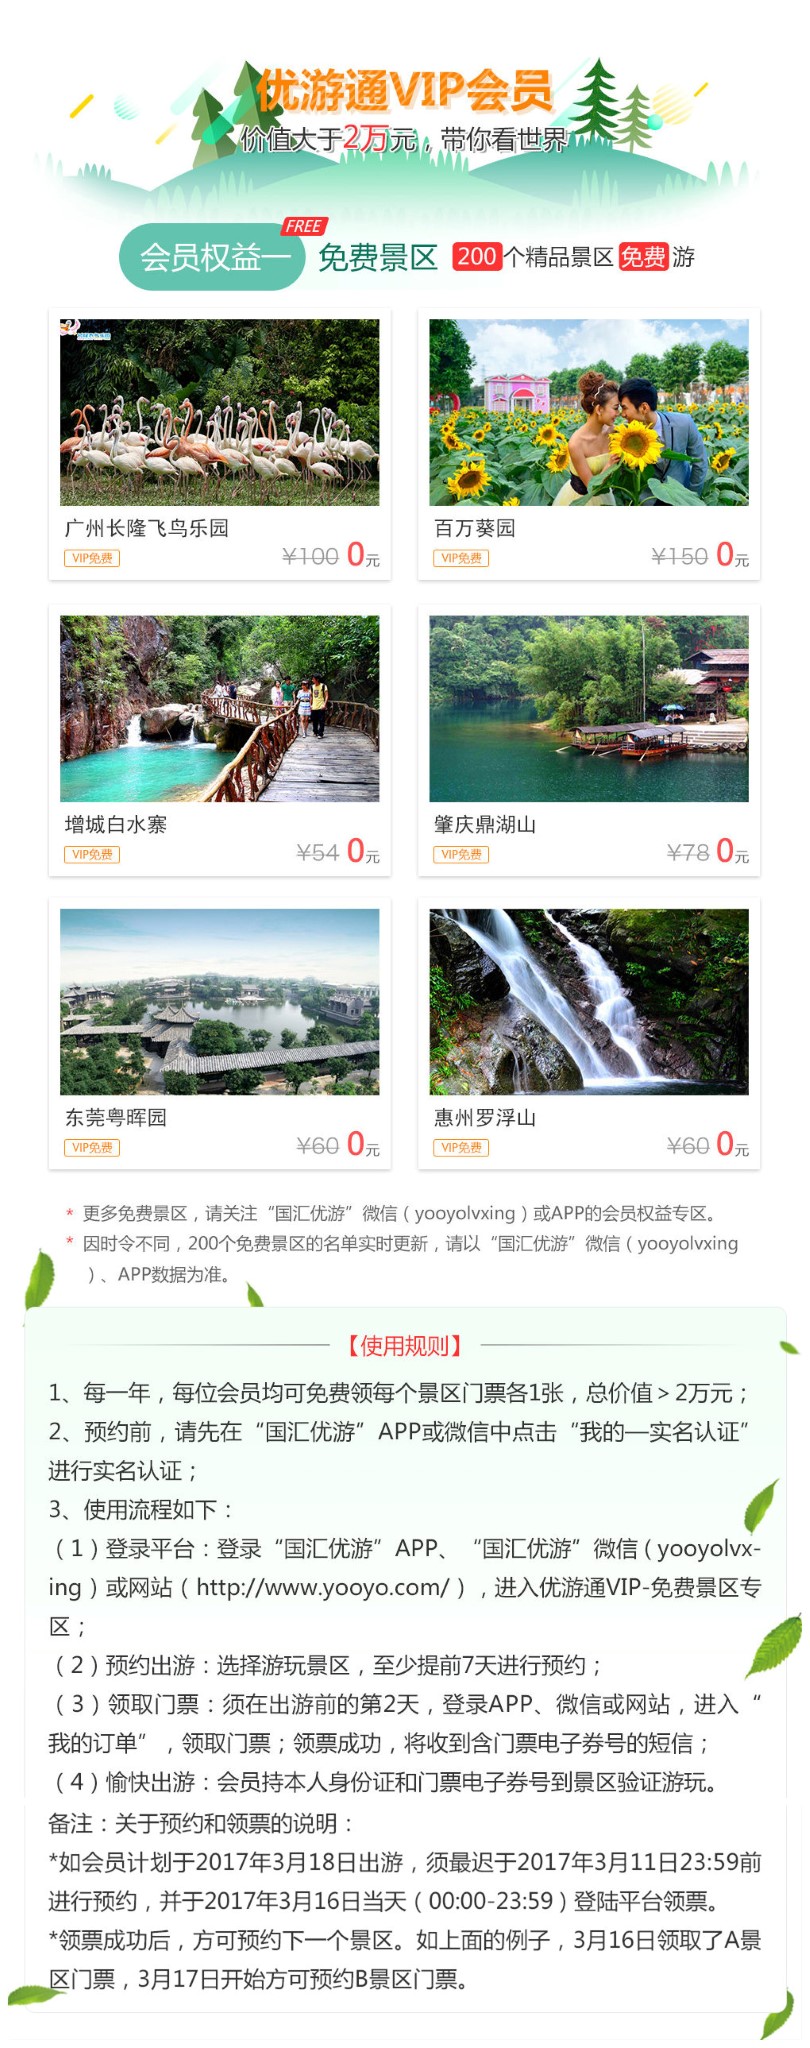 优游通VIP会员
价值大于2万元，带你看世界
会员权益一 FREE 免费景区 200个精品景区免费游
广州长隆飞鸟乐园
VIP免费 ¥100 0元
百万葵园
VIP免费 ¥150 0元
增城白水寨
VIP免费 ¥54 0元
肇庆鼎湖山
VIP免费 ¥78 0元
东莞粤晖园
VIP免费 ¥60 0元
惠州罗浮山
VIP免费 ¥60 0元
* 更多免费景区，请关注“国汇优游”微信（yooyolvxing）或APP的会员权益专区。
* 因时令不同，200个免费景区的名单实时更新，请以“国汇优游”微信（yooyolvxing
）、APP数据为准。
【使用规则】
1、每一年，每位会员均可免费领每个景区门票各1张，总价值＞2万元；
2、预约前，请先在“国汇优游”APP或微信中点击“我的—实名认证”
进行实名认证；
3、使用流程如下：
（1）登录平台：登录“国汇优游”APP、“国汇优游”微信（yooyolvx-
ing）或网站（http://www.yooyo.com/），进入优游通VIP-免费景区专
区；
（2）预约出游：选择游玩景区，至少提前7天进行预约；
（3）领取门票：须在出游前的第2天，登录APP、微信或网站，进入“
我的订单”，领取门票；领票成功，将收到含门票电子券号的短信；
（4）愉快出游：会员持本人身份证和门票电子券号到景区验证游玩。
备注：关于预约和领票的说明：
*如会员计划于2017年3月18日出游，须最迟于2017年3月11日23:59前
进行预约，并于2017年3月16日当天（00:00-23:59）登陆平台领票。
*领票成功后，方可预约下一个景区。如上面的例子，3月16日领取了A景
区门票，3月17日开始方可预约B景区门票。